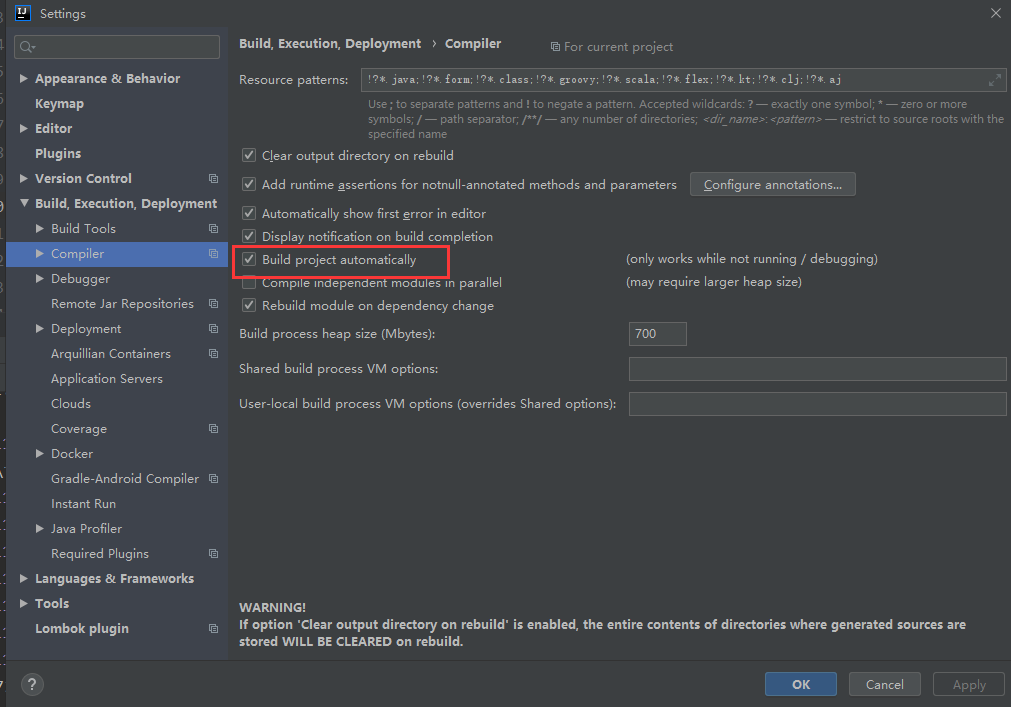 Settings
Appearance & Behavior
Keymap
Editor
Plugins
Version Control
Build, Execution, Deployment
Build Tools
Compiler
Debugger
Remote Jar Repositories
Deployment
Arquillian Containers
Application Servers
Clouds
Coverage
Docker
Gradle-Android Compiler
Instant Run
Java Profiler
Required Plugins
Languages & Frameworks
Tools
Lombok plugin
Build, Execution, Deployment › Compiler
For current project
Resource patterns: !?*.java;!?*.form;!?*.class;!?*.groovy;!?*.scala;!?*.flex;!?*.kt;!?*.clj;!?*.aj
Use ; to separate patterns and ! to negate a pattern. Accepted wildcards: ? — exactly one symbol; * — zero or more
symbols; / — path separator; /**/ — any number of directories; <dir_name>:<pattern> — restrict to source roots with the
specified name
Clear output directory on rebuild
Add runtime assertions for notnull-annotated methods and parameters
Configure annotations...
Automatically show first error in editor
Display notification on build completion
Build project automatically (only works while not running / debugging)
Compile independent modules in parallel (may require larger heap size)
Rebuild module on dependency change
Build process heap size (Mbytes): 700
Shared build process VM options:
User-local build process VM options (overrides Shared options):
WARNING!
If option 'Clear output directory on rebuild' is enabled, the entire contents of directories where generated sources are
stored WILL BE CLEARED on rebuild.
?
OK
Cancel
Apply